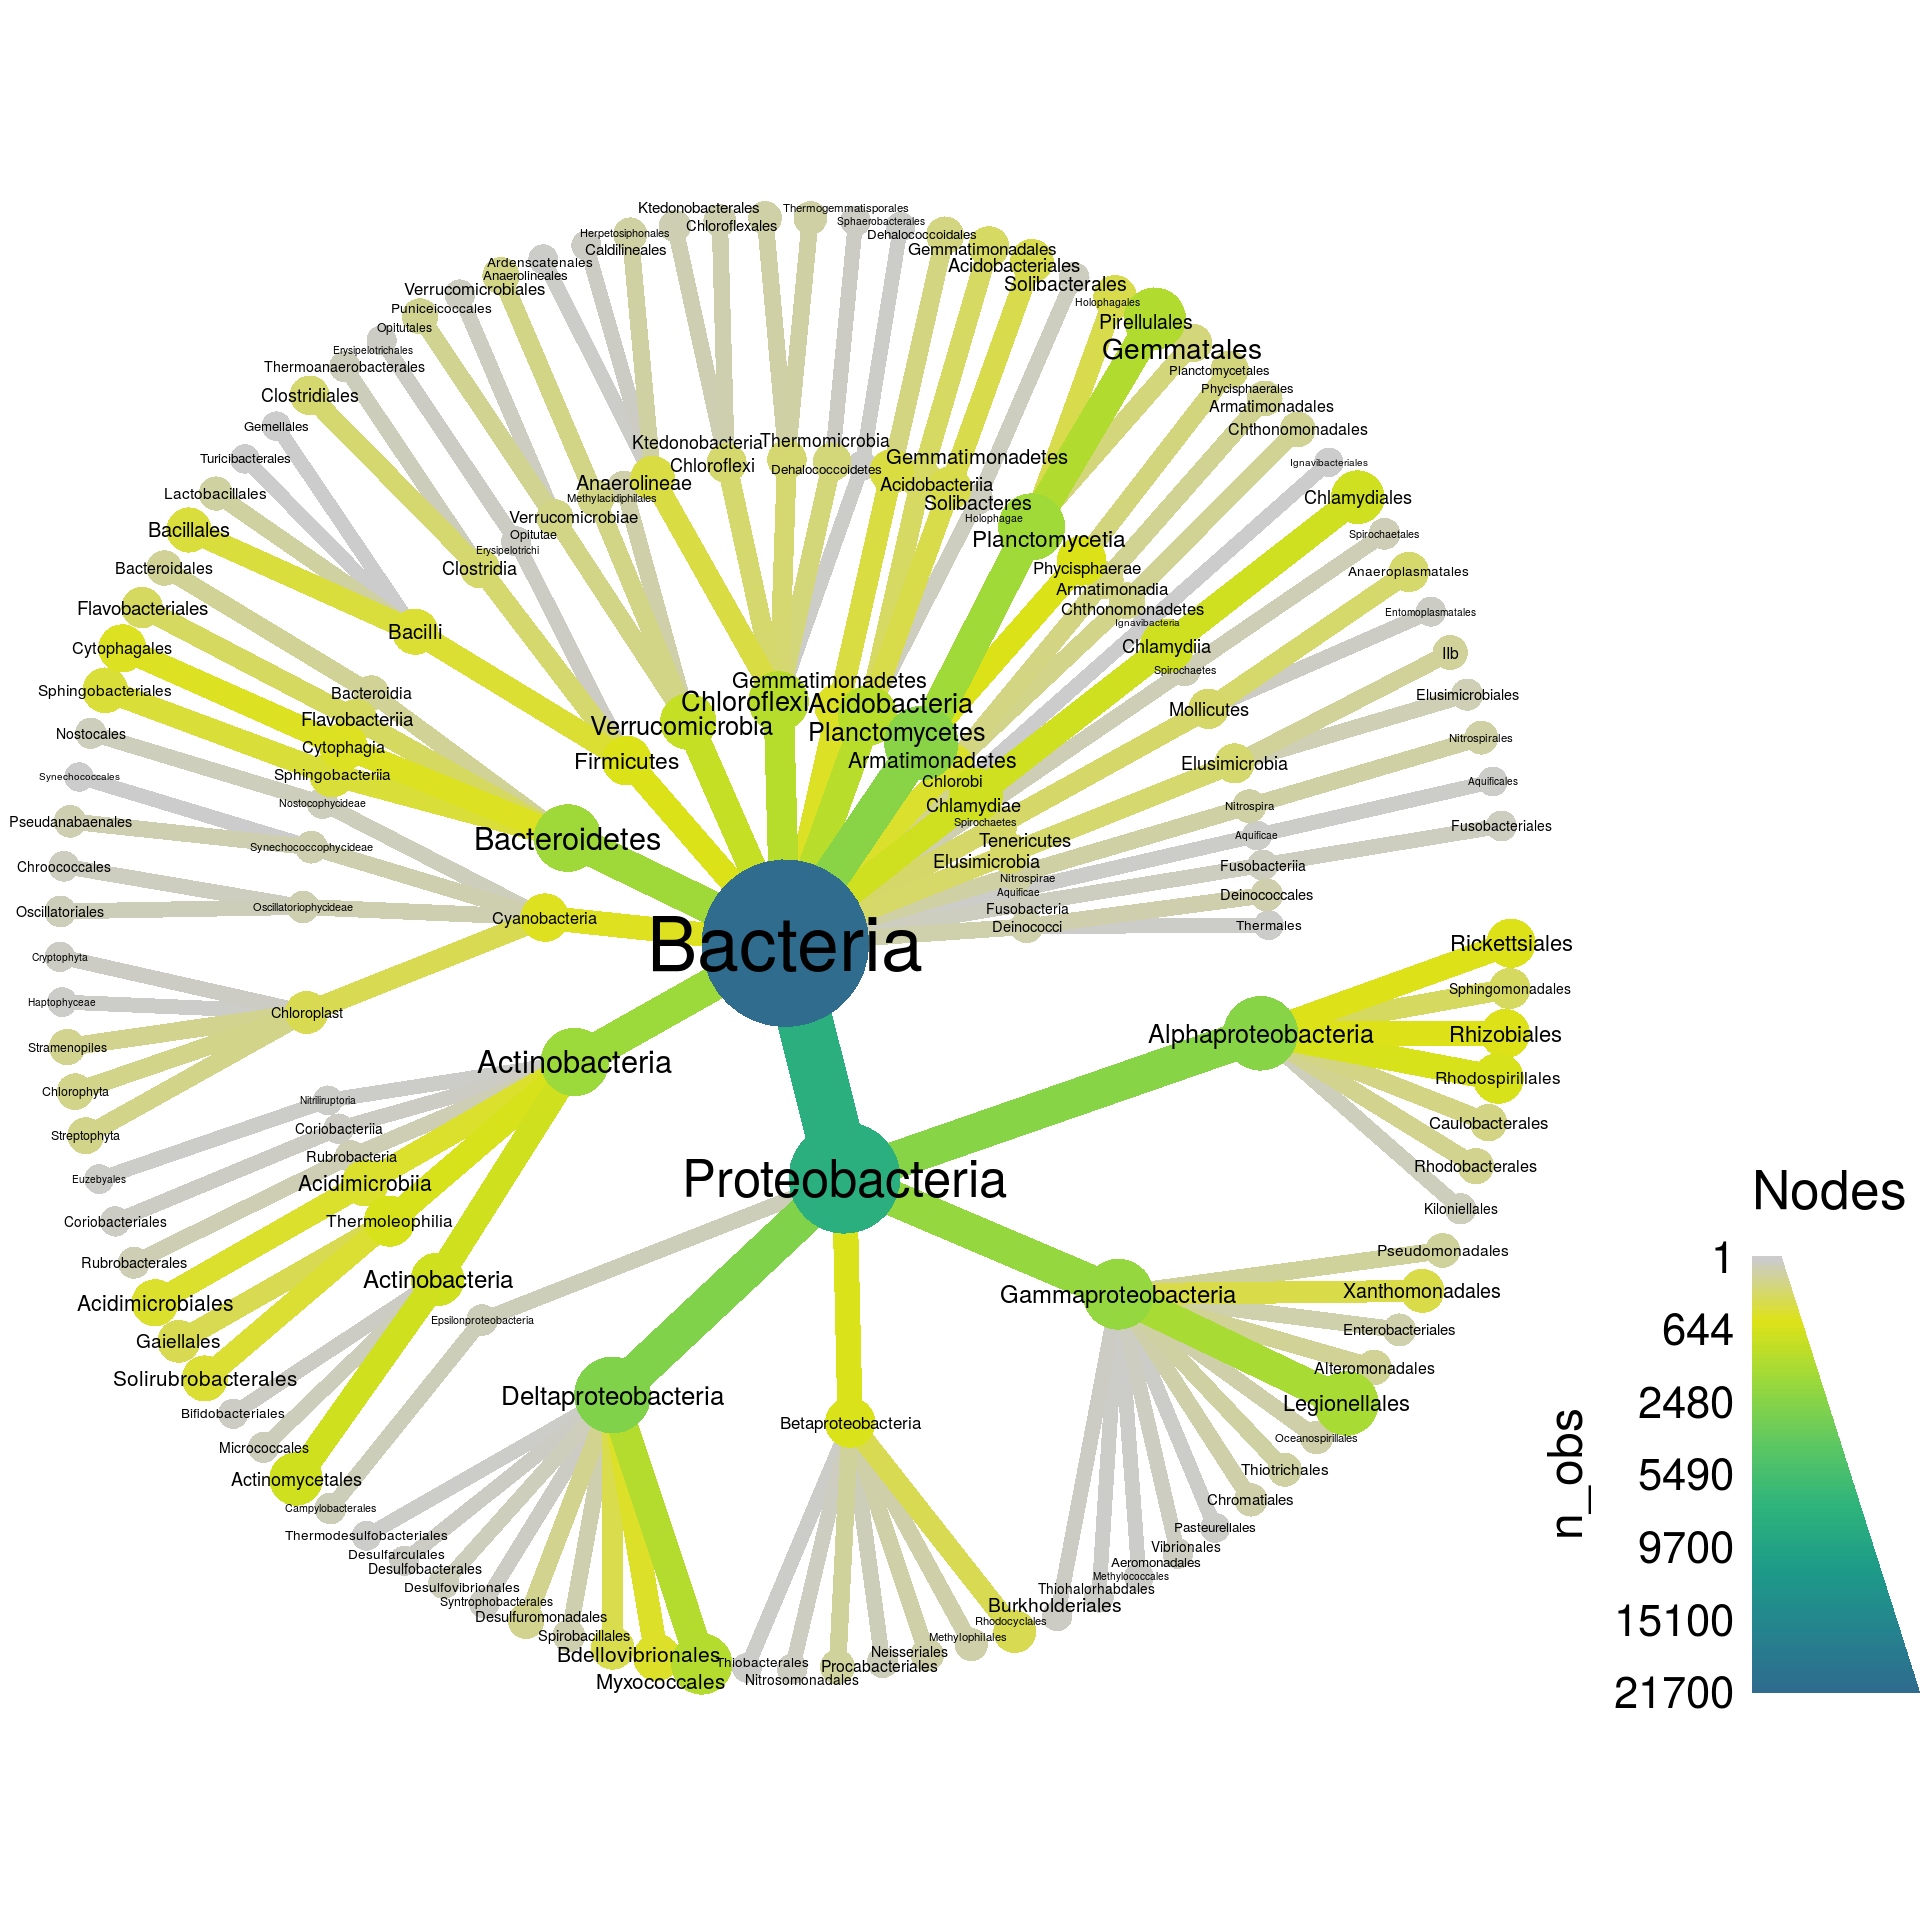 Ktedonobacterales
Thermogemmatisporales
Chloroflexales
Sphaerobacterales
Herpetosiphonales
Dehalococcoidales
Caldilineales
Gemmatimonadales
Ardenscatenales
Acidobacteriales
Anaerolineales
Solibacterales
Verrucomicrobiales
Holophagales
Puniceicoccales
Pirellulales
Opitutales
Gemmatales
Erysipelotrichales
Planctomycetales
Thermoanaerobacterales
Phycisphaerales
Clostridiales
Armatimonadales
Gemellales
Chthonomonadales
Ktedonobacteria
Thermomicrobia
Turicibacterales
Gemmatimonadetes
Ignavibacteriales
Chloroflexi
Dehalococcoidetes
Anaerolineae
Acidobacteriia
Lactobacillales
Methylacidiphilales
Solibacteres
Chlamydiales
Bacillales
Verrucomicrobiae
Holophagae
Opitutae
Planctomycetia
Spirochaetales
Erysipelotrichi
Bacteroidales
Clostridia
Phycisphaerae
Anaeroplasmatales
Armatimonadia
Flavobacteriales
Chthonomonadetes
Entomoplasmatales
Ignavibacteria
Bacilli
Cytophagales
Chlamydiia
IIb
Spirochaetes
Gemmatimonadetes
Sphingobacteriales
Bacteroidia
Chloroflexi
Acidobacteria
Elusimicrobiales
Mollicutes
Flavobacteriia
Verrucomicrobia
Planctomycetes
Nostocales
Nitrospirales
Cytophagia
Firmicutes
Armatimonadetes
Elusimicrobia
Synechococcales
Sphingobacteriia
Chlorobi
Aquificales
Nostocophycideae
Chlamydiae
Nitrospira
Pseudanabaenales
Spirochaetes
Fusobacteriales
Bacteroidetes
Tenericutes
Aquificae
Synechococcophycideae
Elusimicrobia
Chroococcales
Fusobacteriia
Nitrospirae
Aquificae
Deinococcales
Oscillatoriales
Oscillatoriophycideae
Fusobacteria
Cyanobacteria
Deinococci
Thermales
Bacteria
Rickettsiales
Cryptophyta
Sphingomonadales
Haptophyceae
Chloroplast
Alphaproteobacteria
Rhizobiales
Stramenopiles
Actinobacteria
Rhodospirillales
Chlorophyta
Nitriliruptoria
Caulobacterales
Coriobacteriia
Streptophyta
Rubrobacteria
Rhodobacterales
Euzebyales
Acidimicrobiia
Proteobacteria
Kiloniellales
Coriobacteriales
Thermoleophilia
Pseudomonadales
Rubrobacterales
Actinobacteria
Gammaproteobacteria
Xanthomonadales
Acidimicrobiales
Epsilonproteobacteria
Enterobacteriales
Gaiellales
Alteromonadales
Solirubrobacterales
Deltaproteobacteria
Legionellales
Bifidobacteriales
Betaproteobacteria
Oceanospirillales
Micrococcales
Thiotrichales
Actinomycetales
Chromatiales
Campylobacterales
Pasteurellales
Thermodesulfobacteriales
Vibrionales
Desulfarculales
Aeromonadales
Desulfobacterales
Methylococcales
Desulfovibrionales
Thiohalorhabdales
Syntrophobacterales
Burkholderiales
Desulfuromonadales
Rhodocyclales
Spirobacillales
Methylophilales
Bdellovibrionales
Neisseriales
Thiobacterales
Procabacteriales
Myxococcales
Nitrosomonadales
Nodes
1
644
2480
5490
9700
15100
21700
n_obs